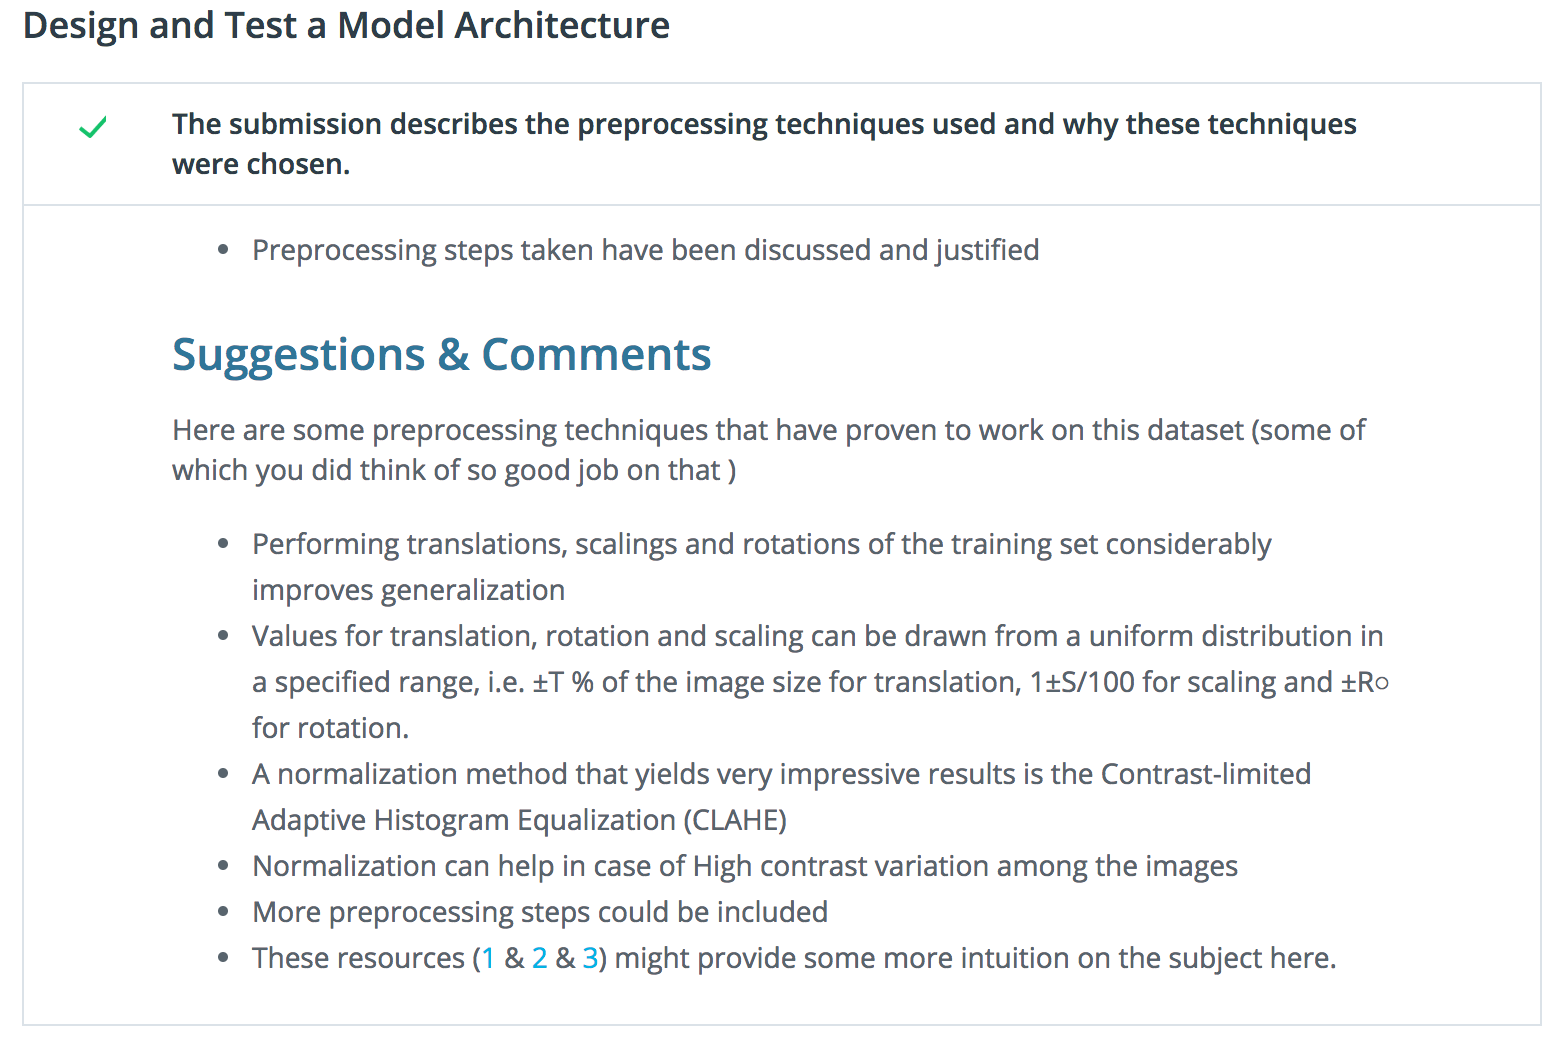 Design and Test a Model Architecture
The submission describes the preprocessing techniques used and why these techniques
were chosen.
• Preprocessing steps taken have been discussed and justified
Suggestions & Comments
Here are some preprocessing techniques that have proven to work on this dataset (some of
which you did think of so good job on that )
• Performing translations, scalings and rotations of the training set considerably
improves generalization
• Values for translation, rotation and scaling can be drawn from a uniform distribution in
a specified range, i.e. ±T % of the image size for translation, 1±S/100 for scaling and ±R○
for rotation.
• A normalization method that yields very impressive results is the Contrast-limited
Adaptive Histogram Equalization (CLAHE)
• Normalization can help in case of High contrast variation among the images
• More preprocessing steps could be included
• These resources (1 & 2 & 3) might provide some more intuition on the subject here.